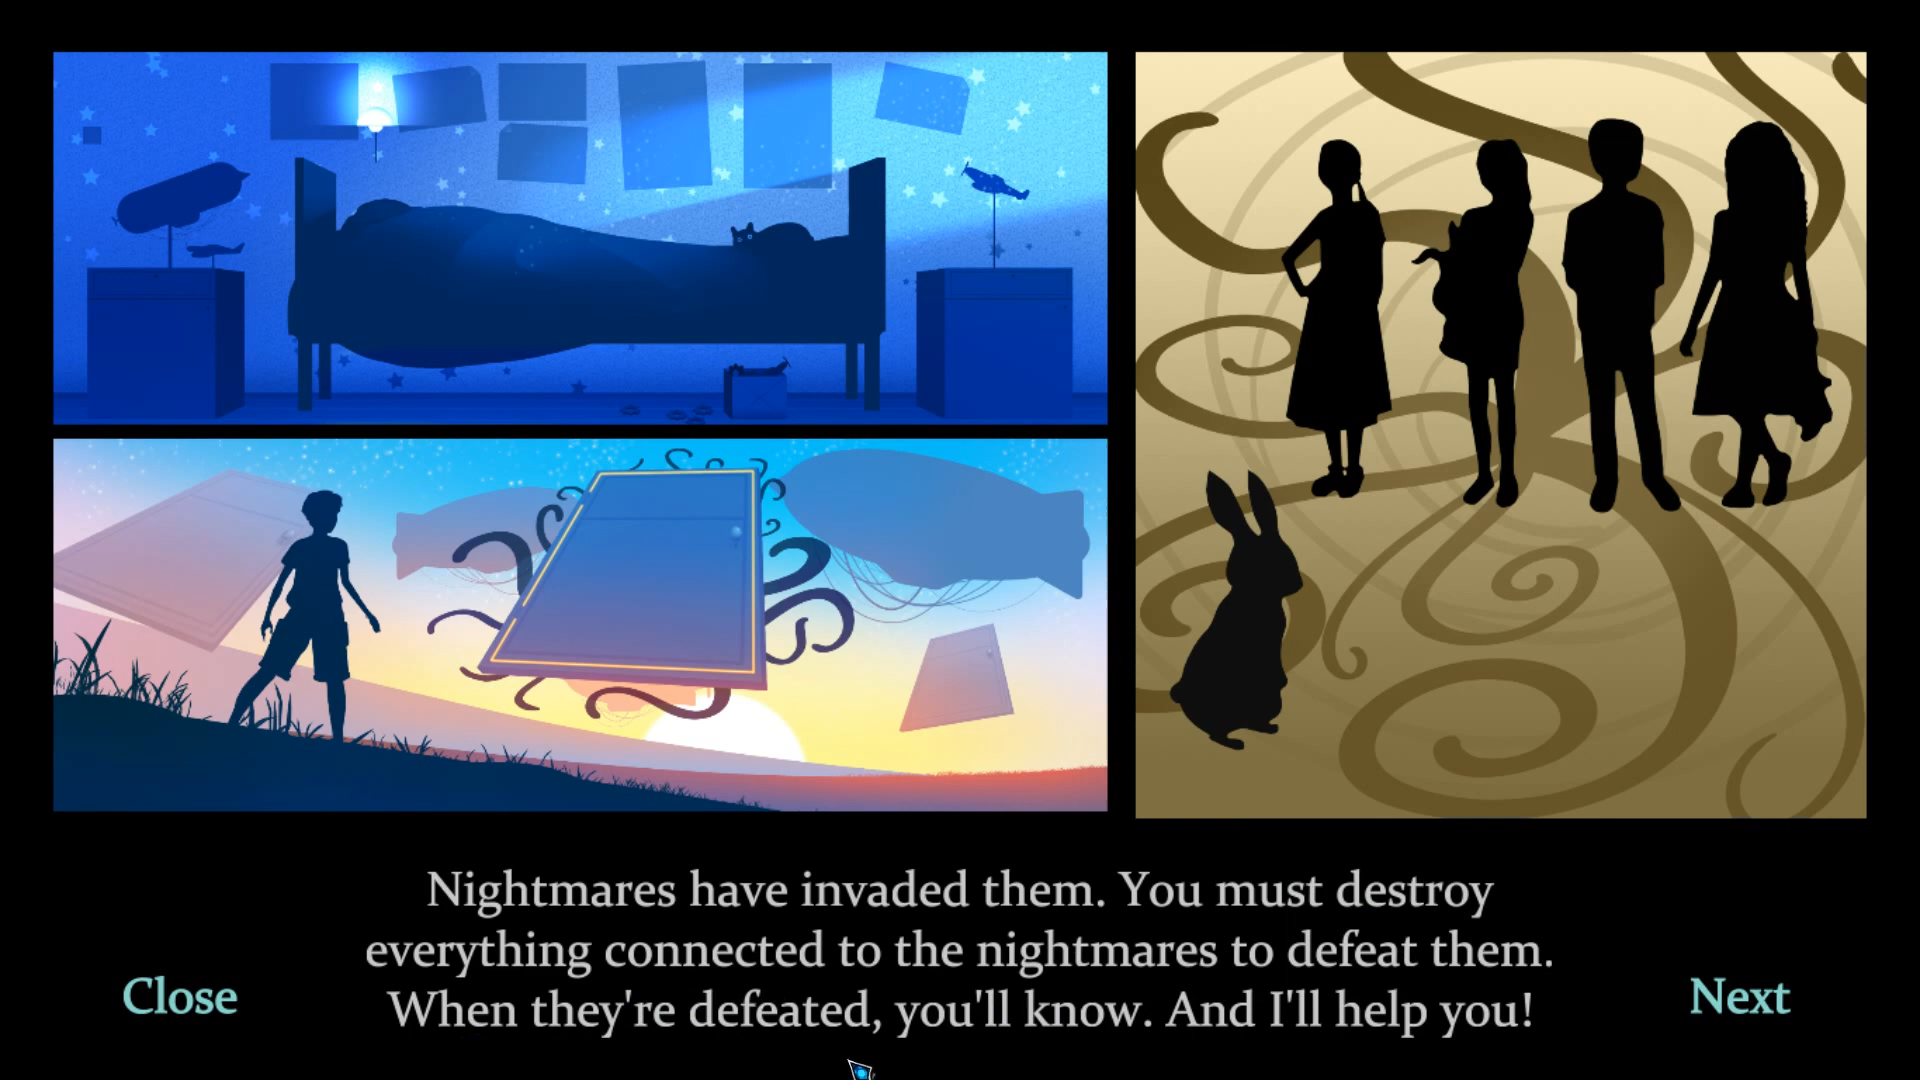 Nightmares have invaded them. You must destroy
everything connected to the nightmares to defeat them.
When they're defeated, you'll know. And I'll help you!
Close
Next